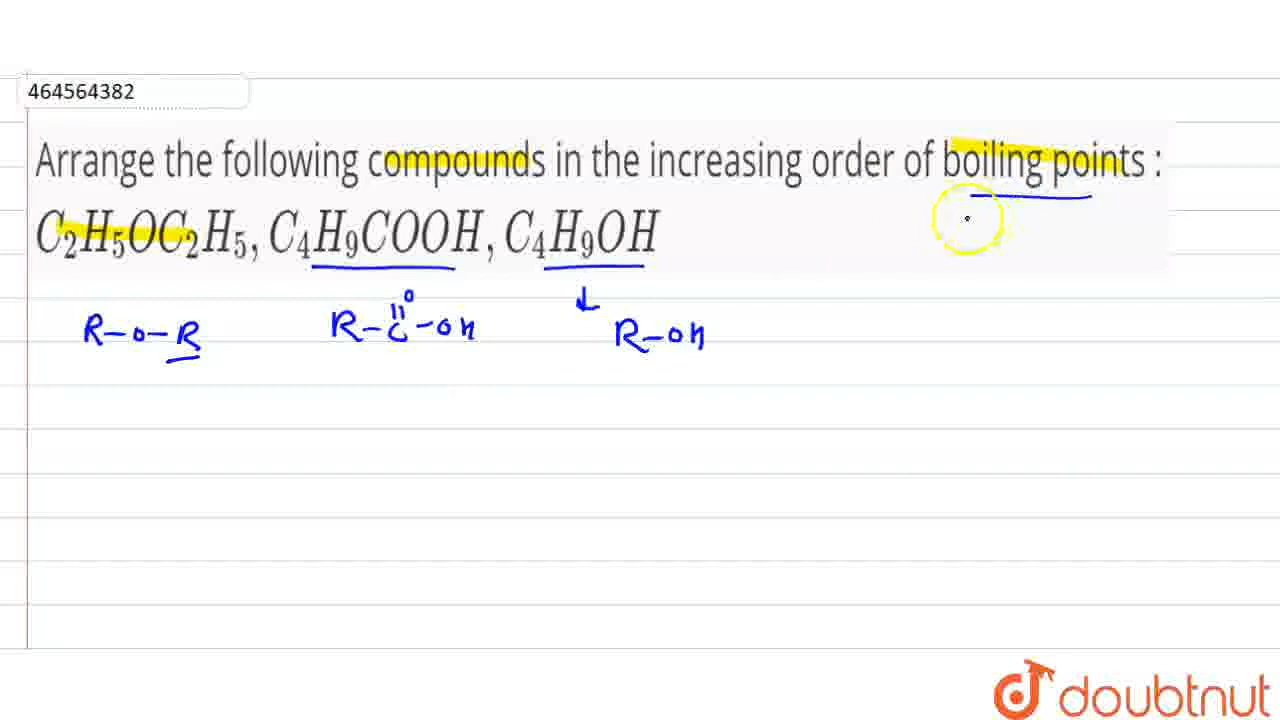 464564382
Arrange the following compounds in the increasing order of boiling points :
C₂H₅OC₂H₅, C₄H₉COOH, C₄H₉OH
R-O-R R-C-OH R-OH
O
doubtnut